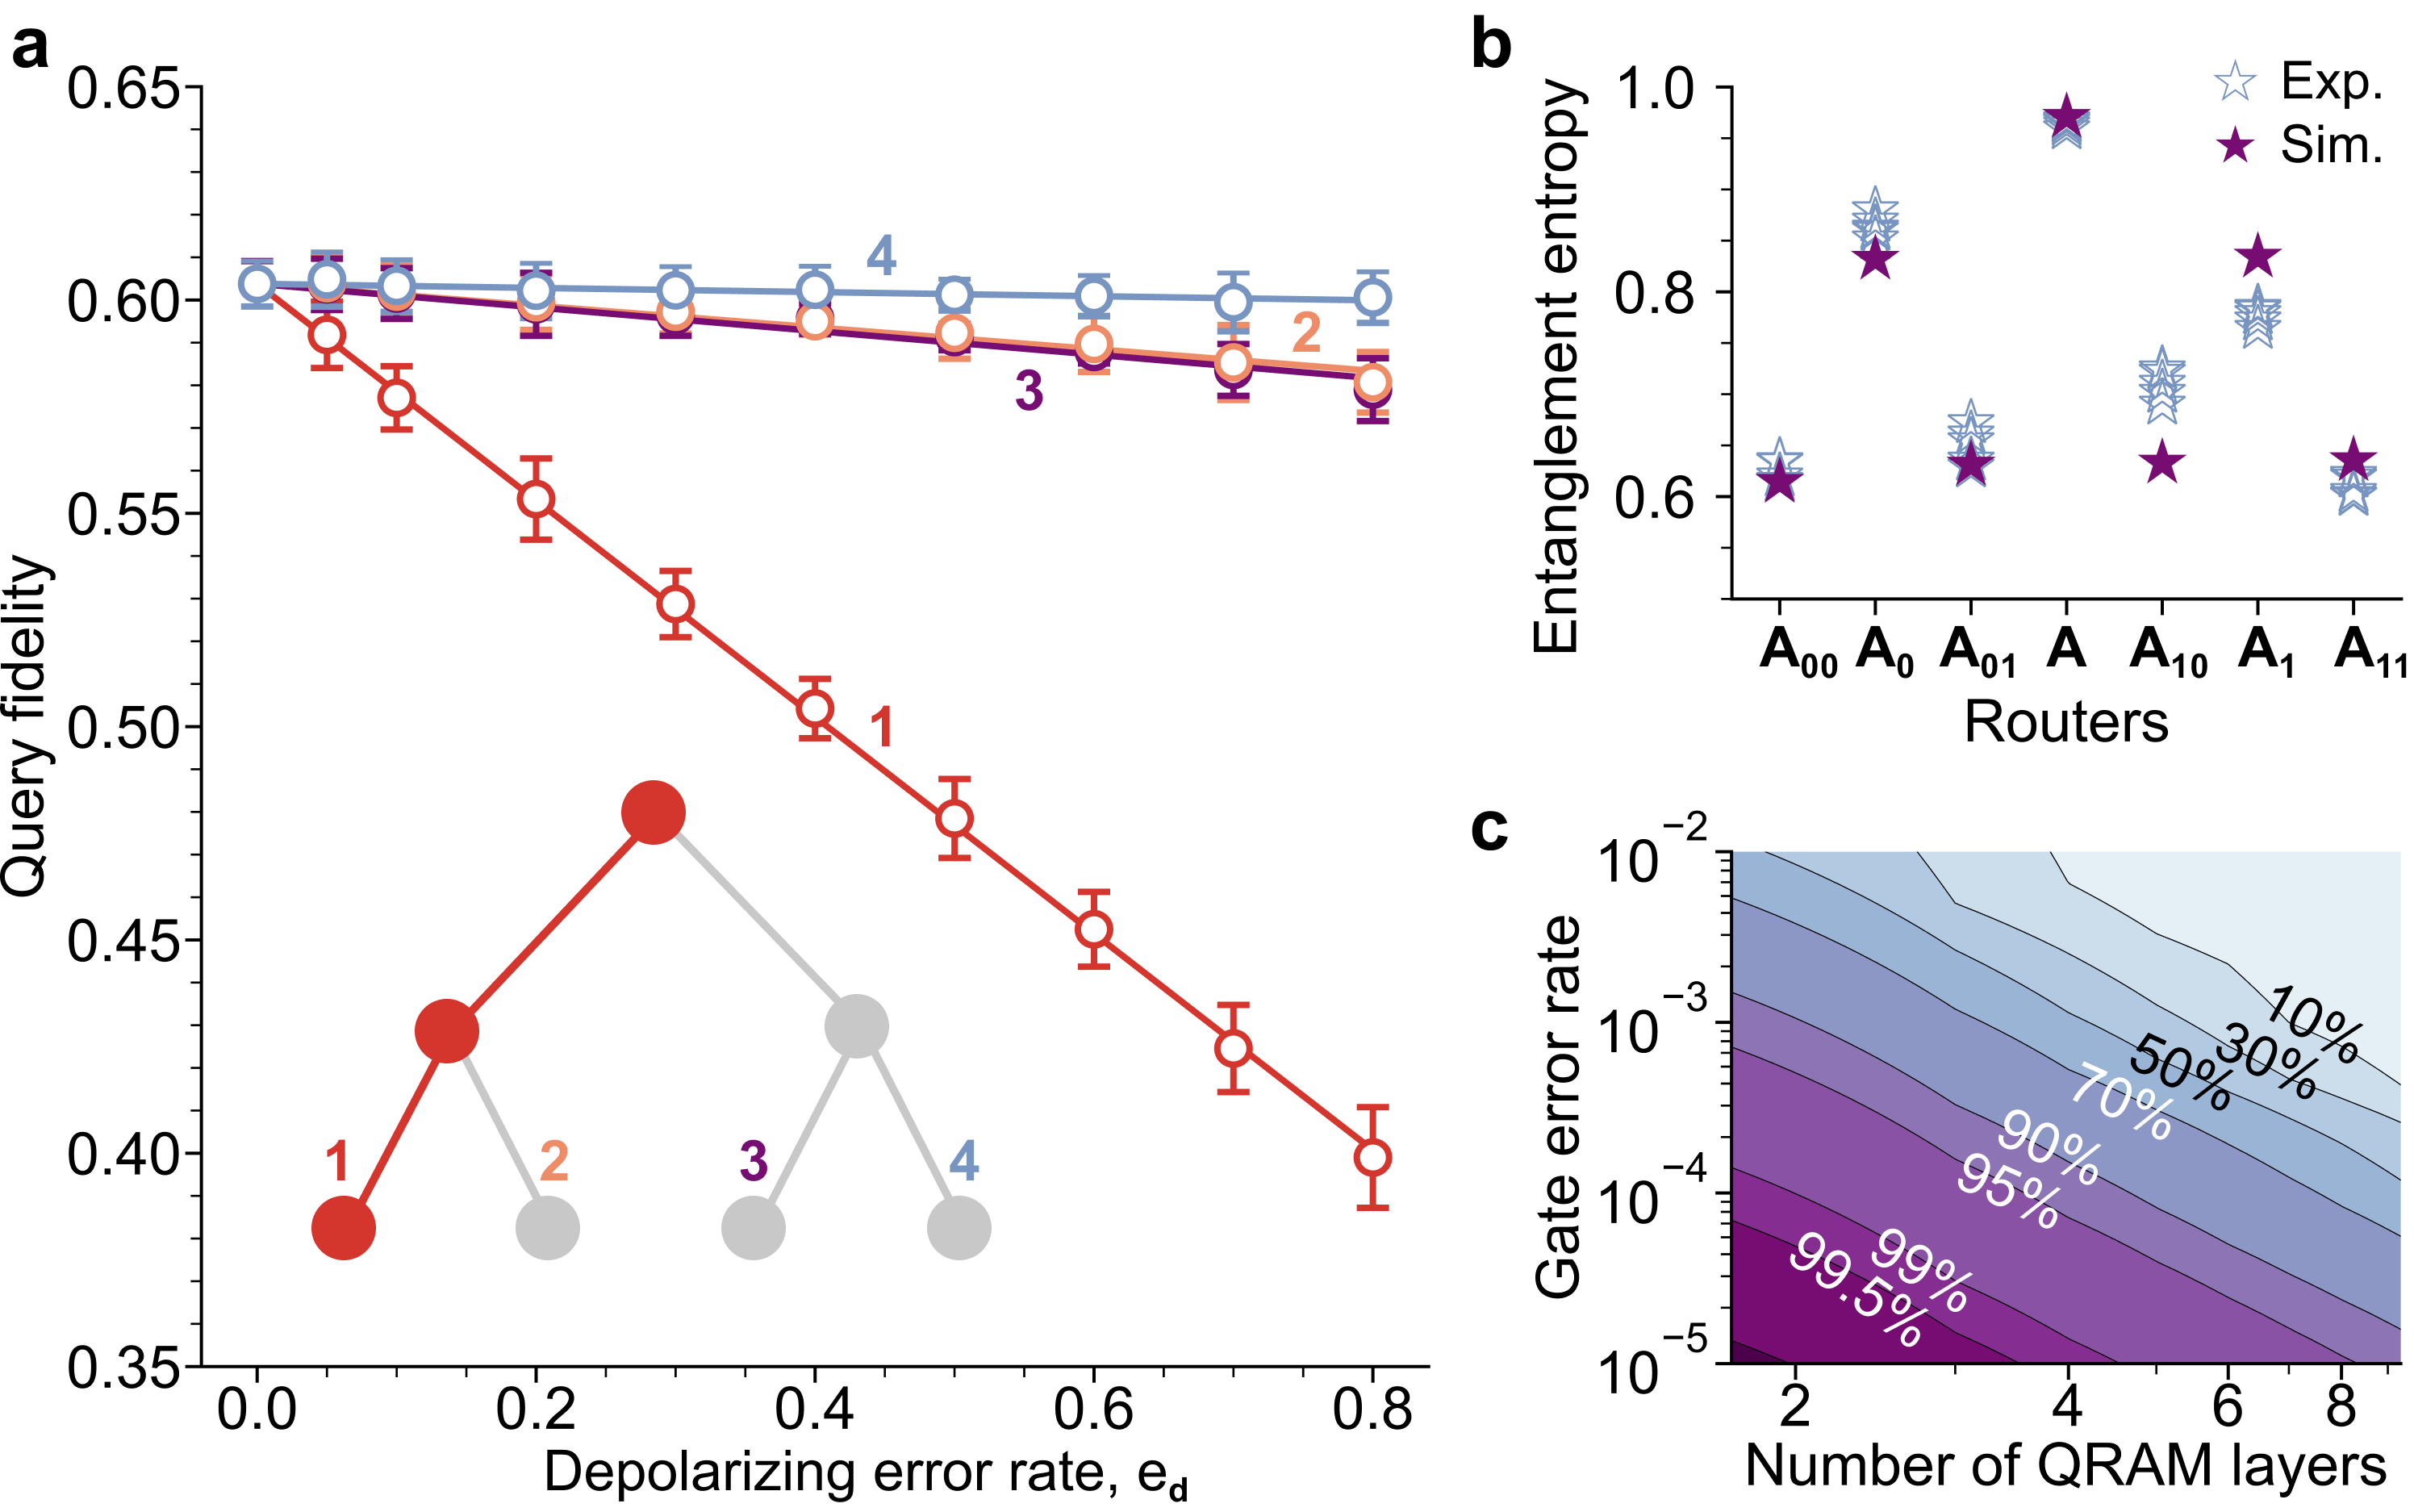 a
Query fidelity
0.65
0.60
0.55
0.50
0.45
0.40
0.35
4
2
3
1
1
2
3
4
0.0 0.2 0.4 0.6 0.8
Depolarizing error rate, e_d
b
Entanglement entropy
1.0
0.8
0.6
Exp.
Sim.
A₀₀ A₀ A₀₁ A A₁₀ A₁ A₁₁
Routers
c
Gate error rate
10⁻²
10⁻³
10⁻⁴
10⁻⁵
10%
30%
50%
70%
90%
95%
99%
99.5%
2 4 6 8
Number of QRAM layers